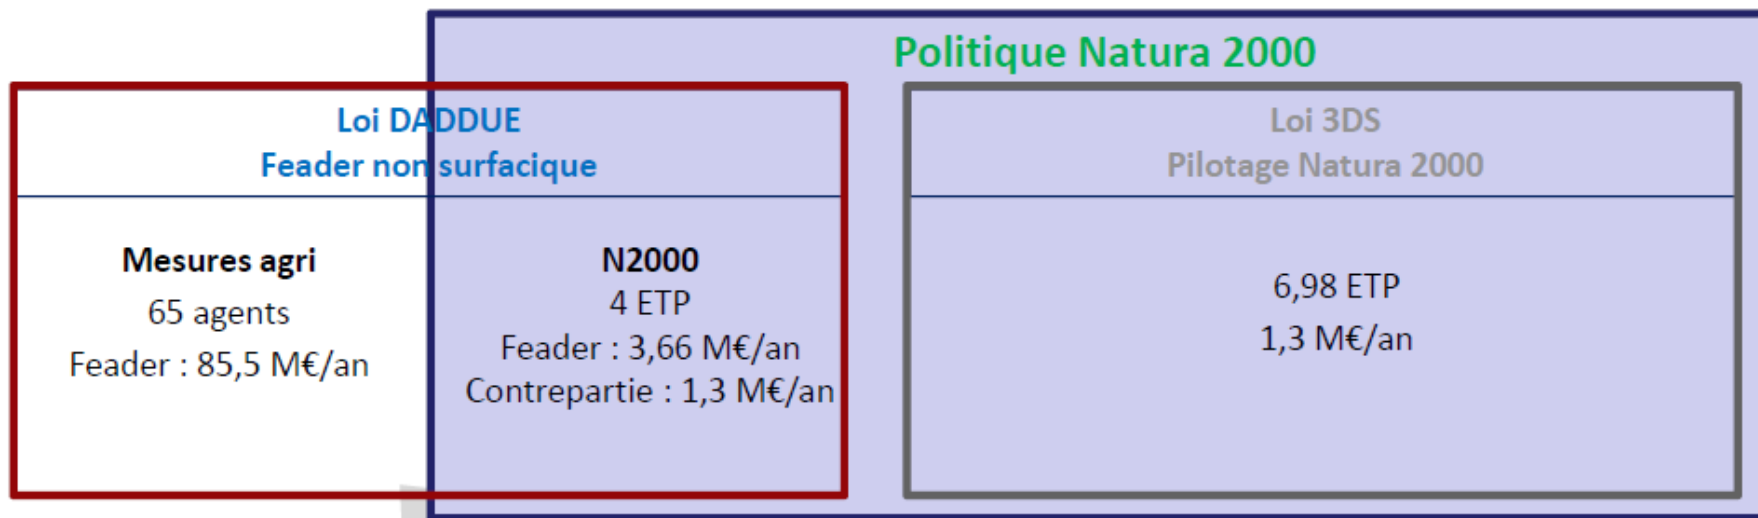 Politique Natura 2000
Loi DADDUE
Feader non surfacique
Mesures agri
65 agents
Feader : 85,5 M€/an
N2000
4 ETP
Feader : 3,66 M€/an
Contrepartie : 1,3 M€/an
Loi 3DS
Pilotage Natura 2000
6,98 ETP
1,3 M€/an